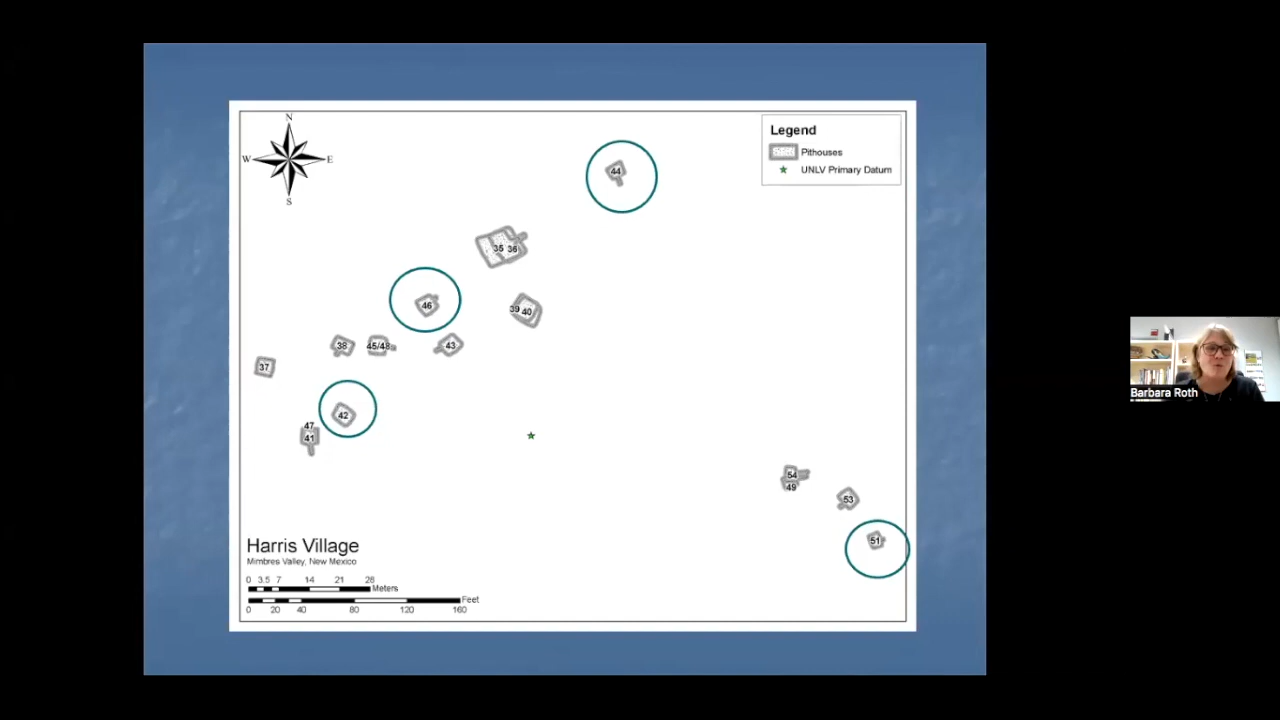 N
W E
S
Legend
Pithouses
UNLV Primary Datum
44
35 36
46
39 40
38 45/48 43
37
42
47
41
54
49
53
51
Harris Village
Mimbres Valley, New Mexico
0 3.5 7 14 21 28
Meters
Feet
0 20 40 80 120 160
Barbara Roth